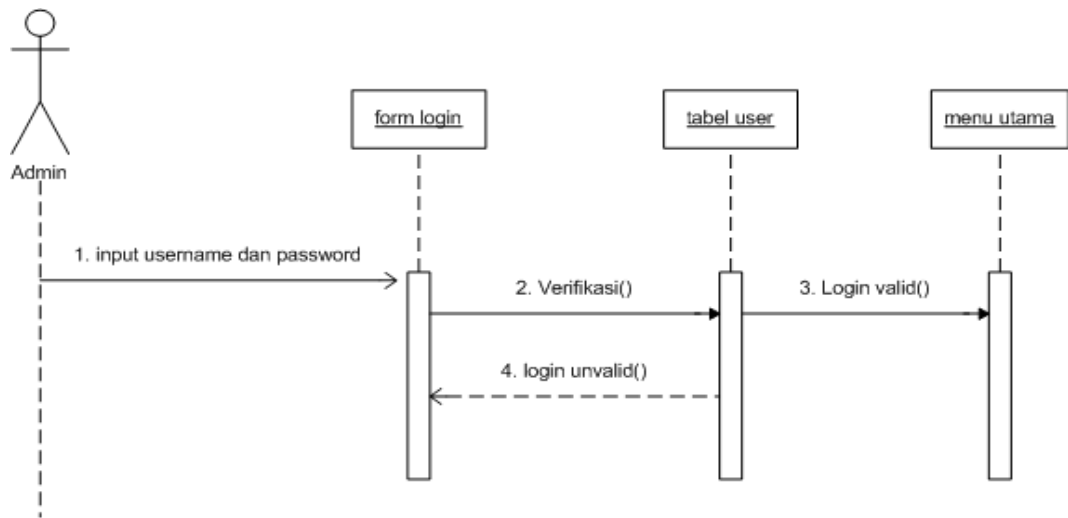 Admin
form login
tabel user
menu utama
1. input username dan password
2. Verifikasi()
3. Login valid()
4. login unvalid()